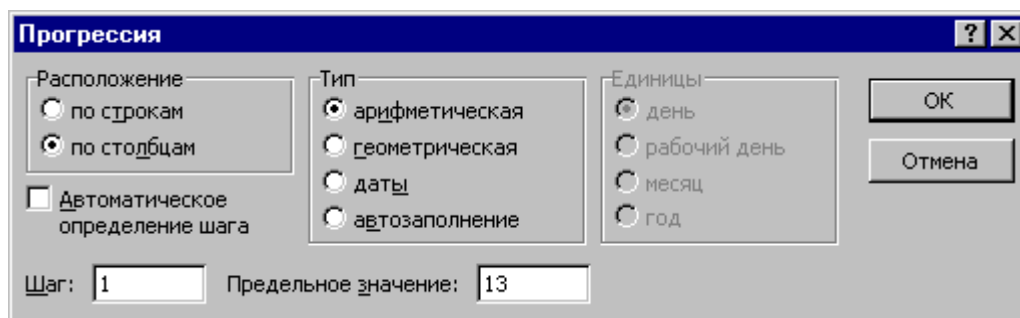 Прогрессия
Расположение
по строкам
по столбцам
Автоматическое
определение шага
Тип
арифметическая
геометрическая
даты
автозаполнение
Единицы
день
рабочий день
месяц
год
ОК
Отмена
Шаг: 1
Предельное значение: 13